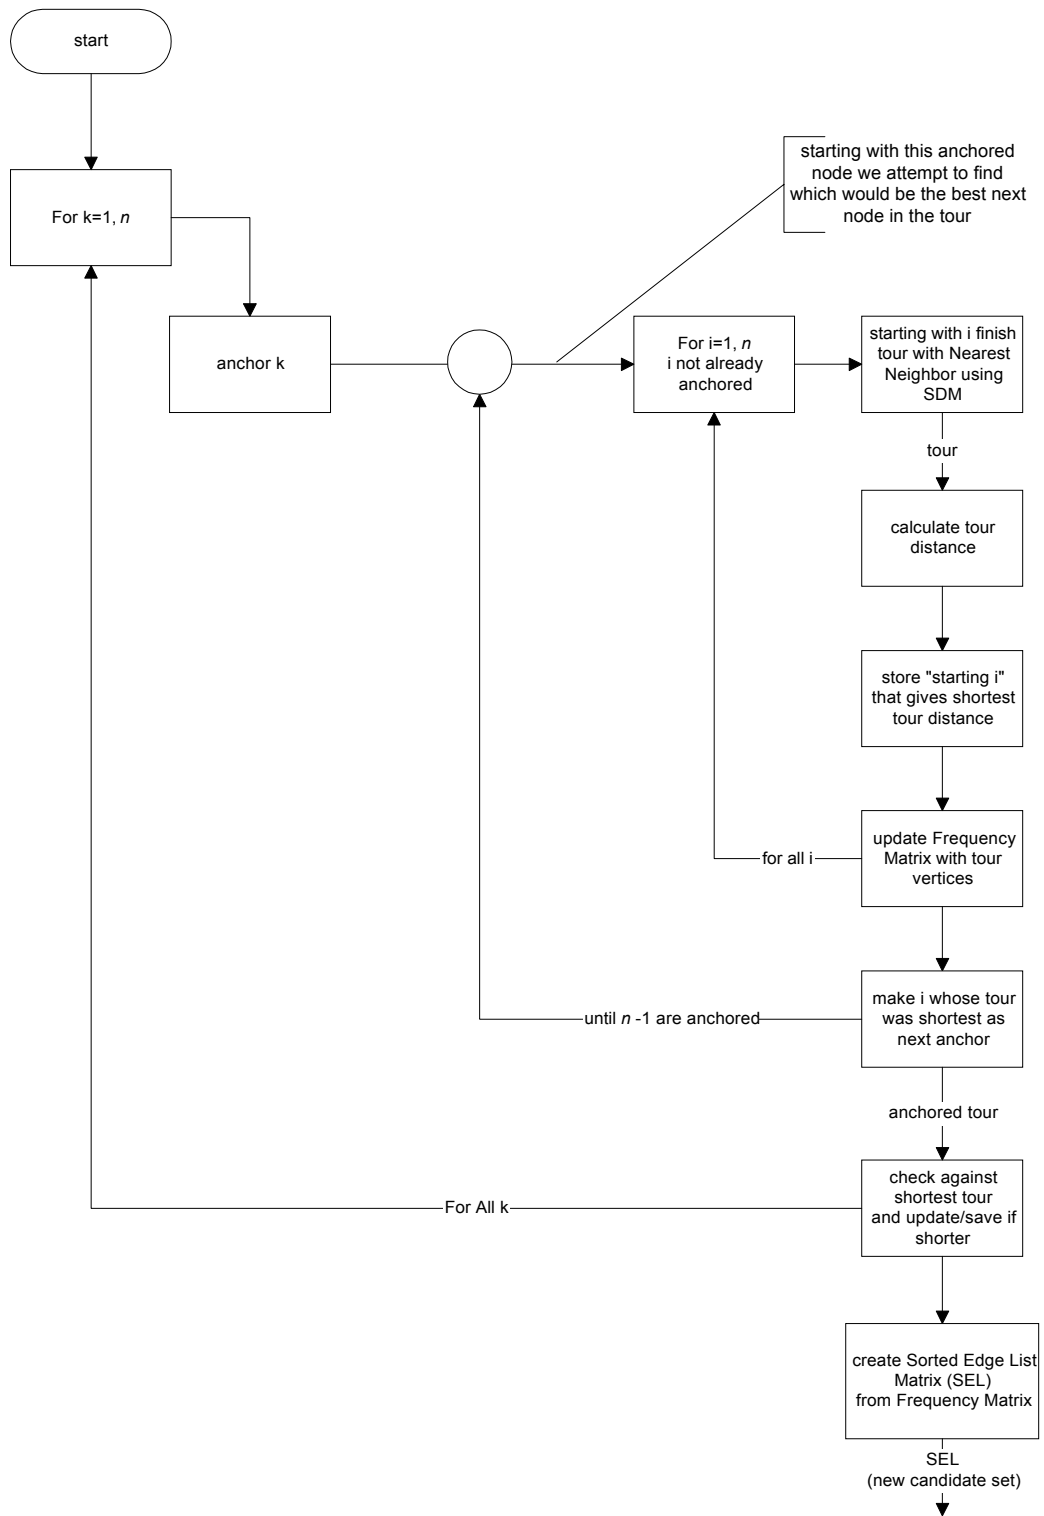 start
starting with this anchored
node we attempt to find
which would be the best next
node in the tour
For k=1, n
anchor k
For i=1, n
i not already
anchored
starting with i finish
tour with Nearest
Neighbor using
SDM
tour
calculate tour
distance
store "starting i"
that gives shortest
tour distance
update Frequency
Matrix with tour
vertices
for all i
make i whose tour
was shortest as
next anchor
until n -1 are anchored
anchored tour
check against
shortest tour
and update/save if
shorter
For All k
create Sorted Edge List
Matrix (SEL)
from Frequency Matrix
SEL
(new candidate set)